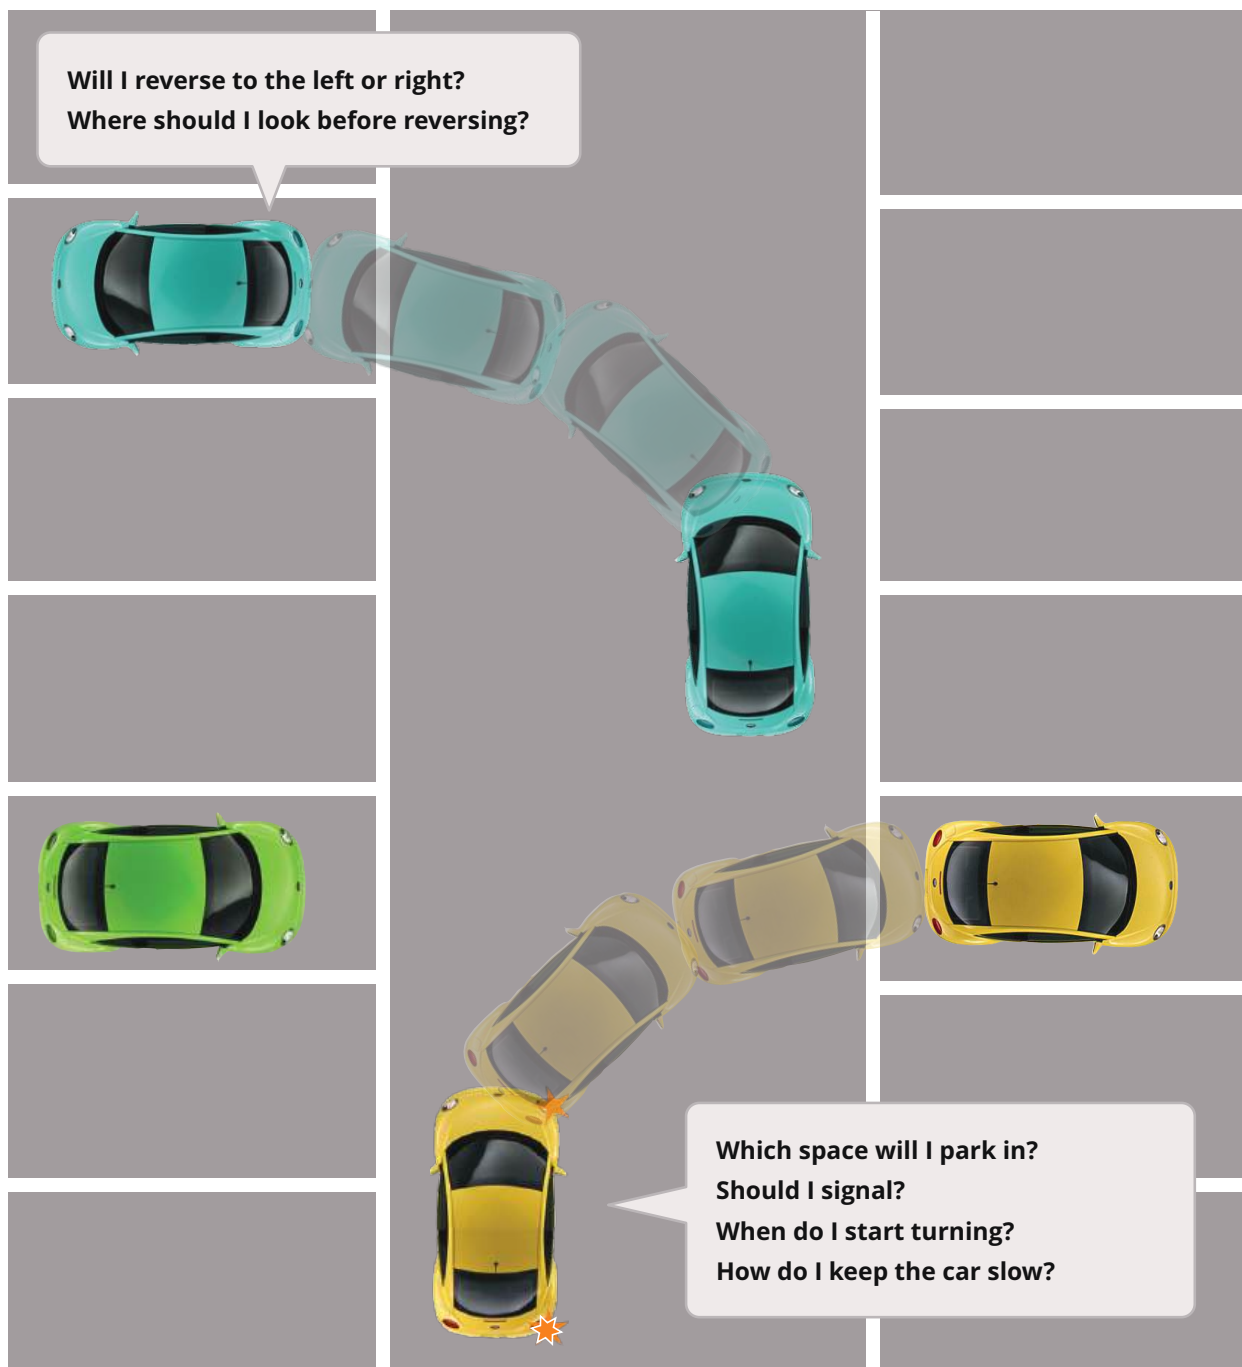 Will I reverse to the left or right?
Where should I look before reversing?
Which space will I park in?
Should I signal?
When do I start turning?
How do I keep the car slow?